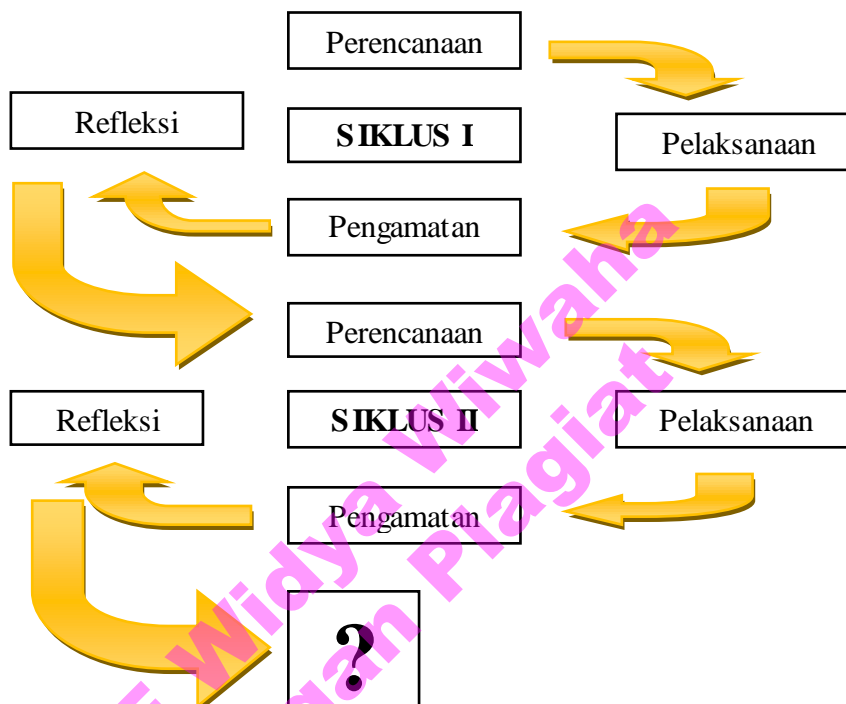 Perencanaan
Refleksi
SIKLUS I
Pelaksanaan
Pengamatan
Perencanaan
Refleksi
SIKLUS II
Pelaksanaan
Pengamatan
?
Widya Wiwaha
Plagiat